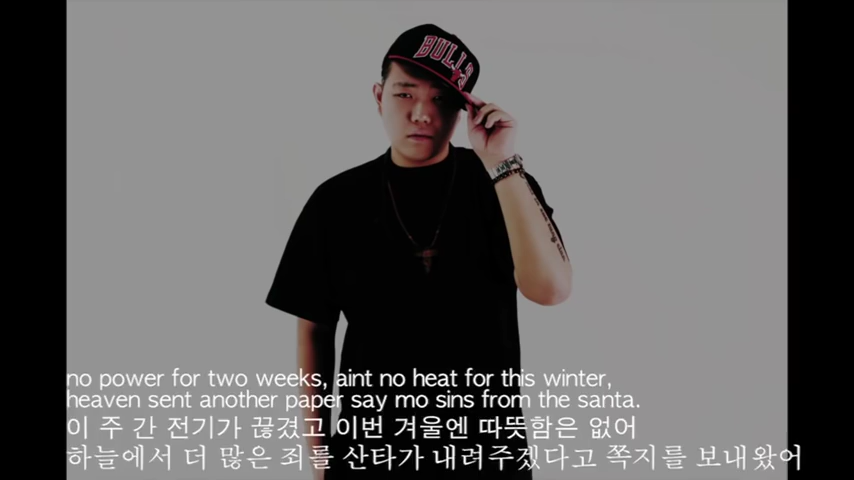 BULLS
no power for two weeks, aint no heat for this winter,
heaven sent another paper say mo sins from the santa.
이 주 간 전기가 끊겼고 이번 겨울엔 따뜻함은 없어
하늘에서 더 많은 죄를 산타가 내려주겠다고 쪽지를 보내왔어